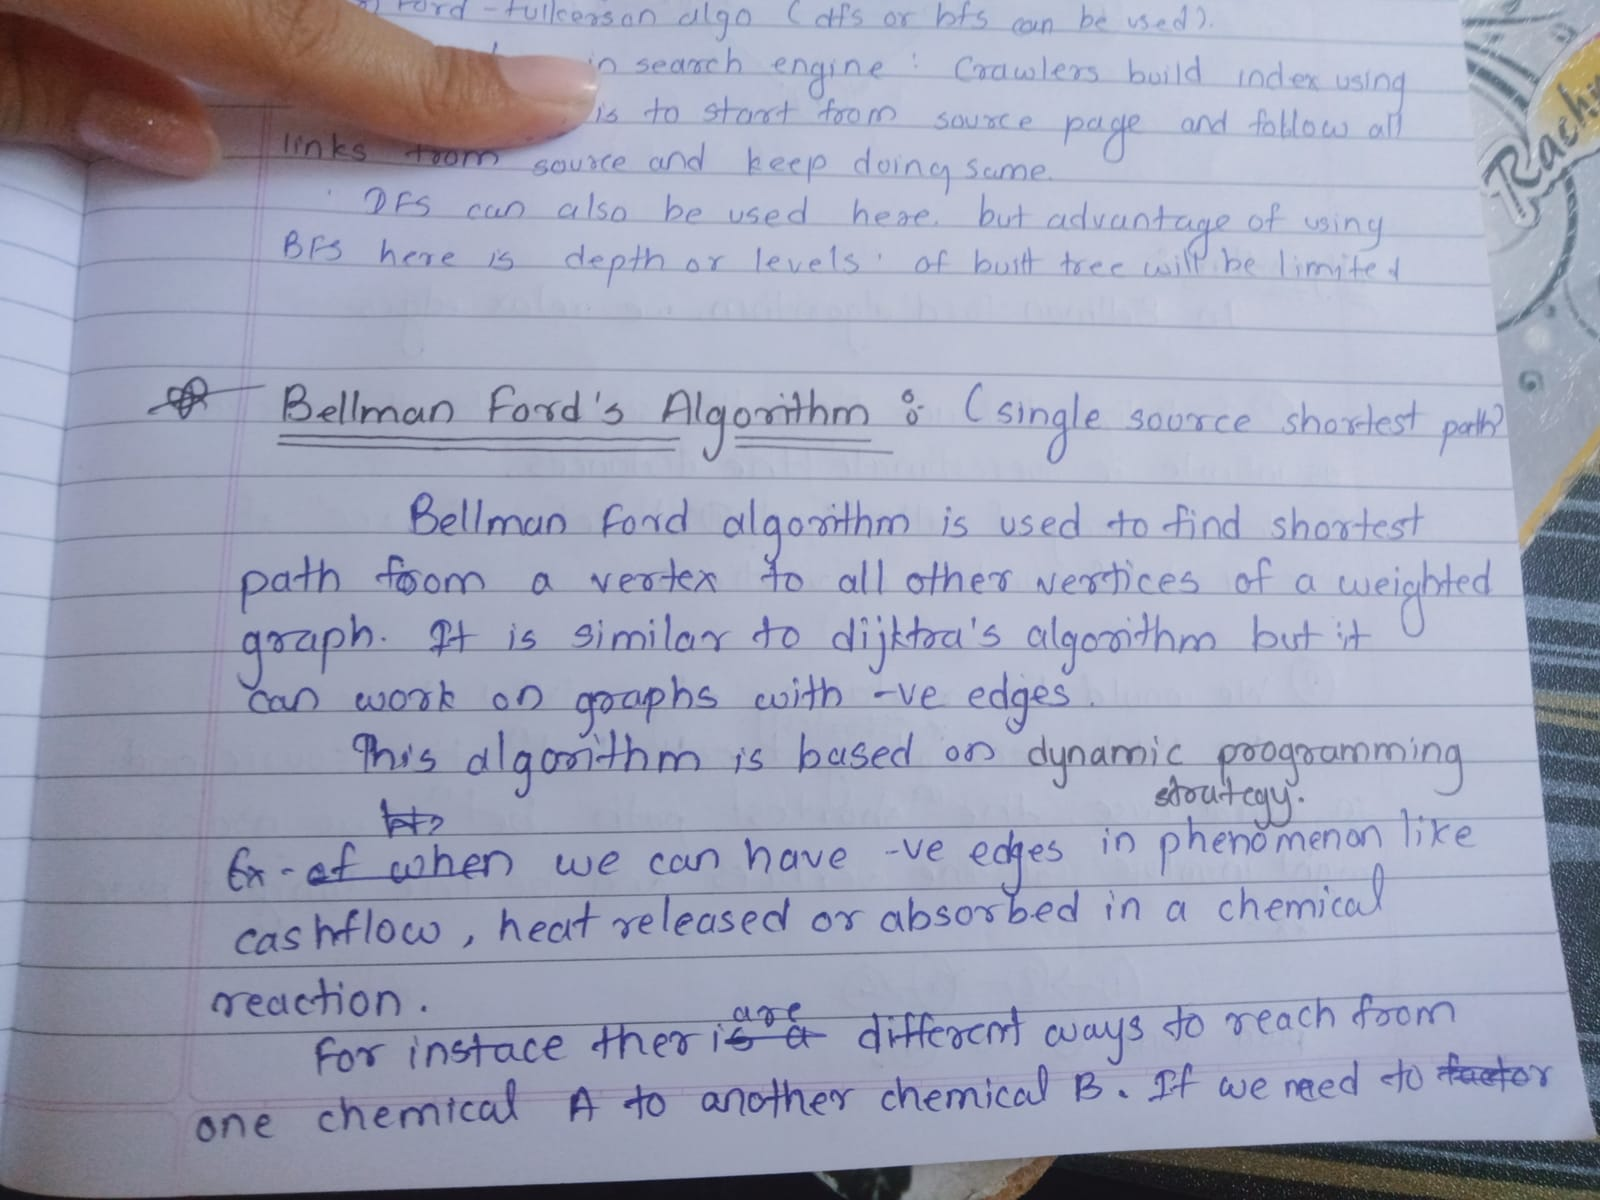 Ford-fulkerson algo (dfs or bfs can be used).
in search engine : Crawlers build index using
is to start from source page and follow all
links from source and keep doing same.
DFS can also be used here. but advantage of using
BFS here is depth or levels of built tree will be limited
Bellman Ford's Algorithm : (single source shortest path)
Bellman Ford algorithm is used to find shortest
path from a vertex to all other vertices of a weighted
graph. It is similar to dijktra's algorithm but it
can work on graphs with -ve edges.
This algorithm is based on dynamic programming
strategy.
Ex - of when we can have -ve edges in phenomenon like
cashflow, heat released or absorbed in a chemical
reaction.
are
For instace ther is a different ways to reach from
one chemical A to another chemical B. If we need to factor
Rachi